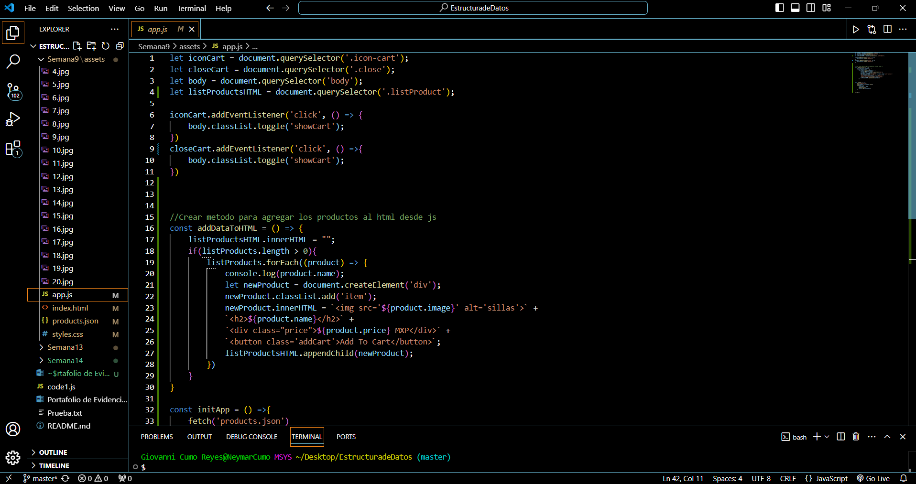 File Edit Selection View Go Run Terminal Help
EstructuradeDatos
EXPLORER
JS app.js M
ESTRUC...
Semana9 > assets > JS app.js > ...
Semana9\assets
4.jpg
5.jpg
6.jpg
7.jpg
8.jpg
9.jpg
10.jpg
11.jpg
12.jpg
13.jpg
14.jpg
15.jpg
16.jpg
17.jpg
18.jpg
19.jpg
20.jpg
JS app.js M
<> index.html M
{} products.json M
# styles.css M
Semana13
Semana14
~$rtafolio de Evi... U
JS code1.js
Portafolio de Evidenci...
Prueba.txt
README.md
OUTLINE
TIMELINE
102
1
1 let iconCart = document.querySelector('.icon-cart');
2 let closeCart = document.querySelector('.close');
3 let body = document.querySelector('body');
4 let listProductsHTML = document.querySelector('.listProduct');
5
6 iconCart.addEventListener('click', () => {
7 body.classList.toggle('showCart');
8 })
9 closeCart.addEventListener('click', () =>{
10 body.classList.toggle('showCart');
11 })
12
13
14
15 //Crear metodo para agregar los productos al html desde js
16 const addDataToHTML = () => {
17 listProductsHTML.innerHTML = "";
18 if(listProducts.length > 0){
19 listProducts.forEach((product) => {
20 console.log(product.name);
21 let newProduct = document.createElement('div');
22 newProduct.classList.add('item');
23 newProduct.innerHTML = `<img src='${product.image}' alt='sillas'>` +
24 `<h2>${product.name}</h2>` +
25 `<div class="price">${product.price} MXP</div>` +
26 `<button class='addCart'>Add To Cart</button>`;
27 listProductsHTML.appendChild(newProduct);
28 })
29 }
30 }
31
32 const initApp = () =>{
33 fetch('products.json')
PROBLEMS OUTPUT DEBUG CONSOLE TERMINAL PORTS
bash
Giovanni Cumo Reyes@NeymarCumo MSYS ~/Desktop/EstructuradeDatos (master)
$
master* 0 0 0 Ln 42, Col 11 Spaces: 4 UTF-8 CRLF {} JavaScript Go Live